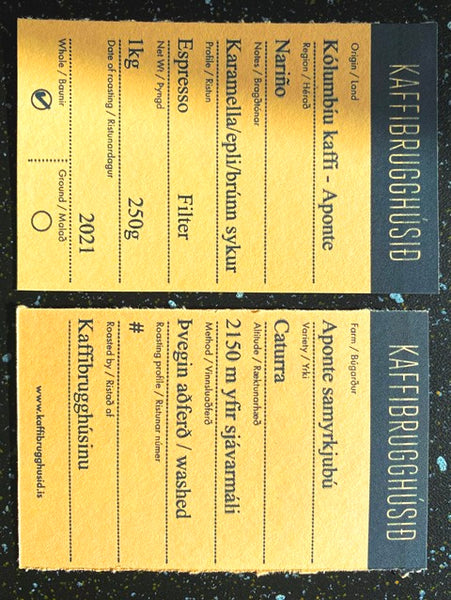 KAFFIBRUGGHÚSIÐ
Origin / Land
Kólumbíu kaffi - Aponte
Region / Hérað
Nariño
Notes / Bragðtónar
Karamella/epli/brúnn sykur
Profile / Ristun
Espresso Filter
Net Wt / Þyngd
1kg 250g
Date of roasting / Ristunardagur
2021
Whole / Baunir Ground / Malað
KAFFIBRUGGHÚSIÐ
Farm / Búgarður
Aponte samyrkjubú
Variety / Yrki
Caturra
Altitude / Ræktunarhæð
2150 m yfir sjávarmáli
Method / Vinnsluaðferð
Þvegin aðferð / washed
Roasting profile / Ristunar númer
#
Roasted by / Ristað af
Kaffibrugghúsinu
www.kaffibrugghusid.is